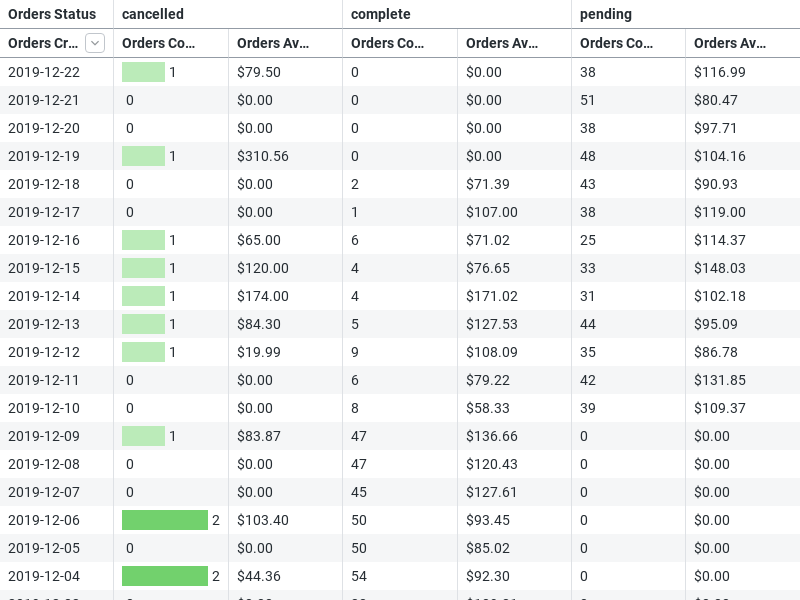 Orders Status cancelled complete pending
Orders Cr... Orders Co... Orders Av... Orders Co... Orders Av... Orders Co... Orders Av...
2019-12-22 1 $79.50 0 $0.00 38 $116.99
2019-12-21 0 $0.00 0 $0.00 51 $80.47
2019-12-20 0 $0.00 0 $0.00 38 $97.71
2019-12-19 1 $310.56 0 $0.00 48 $104.16
2019-12-18 0 $0.00 2 $71.39 43 $90.93
2019-12-17 0 $0.00 1 $107.00 38 $119.00
2019-12-16 1 $65.00 6 $71.02 25 $114.37
2019-12-15 1 $120.00 4 $76.65 33 $148.03
2019-12-14 1 $174.00 4 $171.02 31 $102.18
2019-12-13 1 $84.30 5 $127.53 44 $95.09
2019-12-12 1 $19.99 9 $108.09 35 $86.78
2019-12-11 0 $0.00 6 $79.22 42 $131.85
2019-12-10 0 $0.00 8 $58.33 39 $109.37
2019-12-09 1 $83.87 47 $136.66 0 $0.00
2019-12-08 0 $0.00 47 $120.43 0 $0.00
2019-12-07 0 $0.00 45 $127.61 0 $0.00
2019-12-06 2 $103.40 50 $93.45 0 $0.00
2019-12-05 0 $0.00 50 $85.02 0 $0.00
2019-12-04 2 $44.36 54 $92.30 0 $0.00